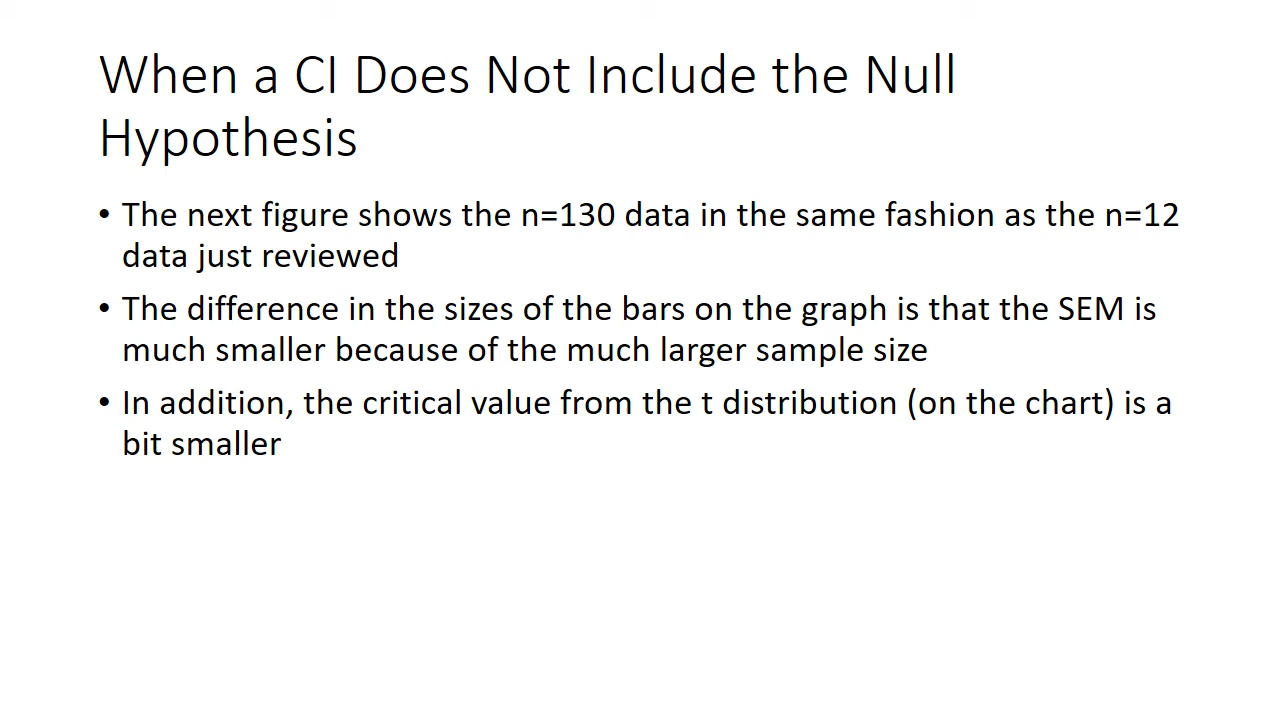 When a CI Does Not Include the Null
Hypothesis
• The next figure shows the n=130 data in the same fashion as the n=12
data just reviewed
• The difference in the sizes of the bars on the graph is that the SEM is
much smaller because of the much larger sample size
• In addition, the critical value from the t distribution (on the chart) is a
bit smaller